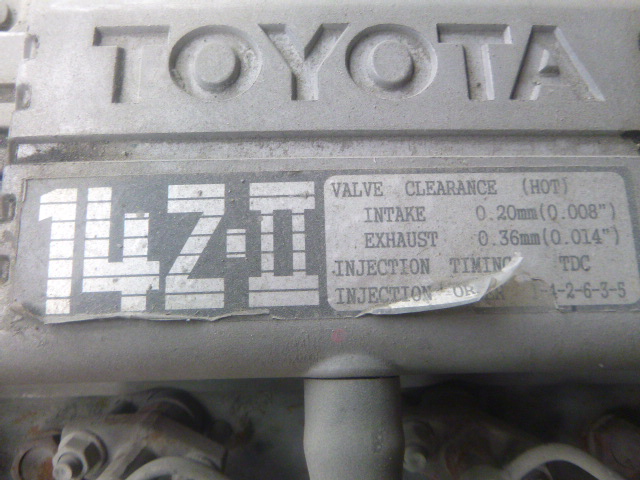 TOYOTA
14Z-II
VALVE CLEARANCE (HOT)
INTAKE 0.20mm(0.008")
EXHAUST 0.36mm(0.014")
INJECTION TIMING TDC
INJECTION -4-2-6-3-5